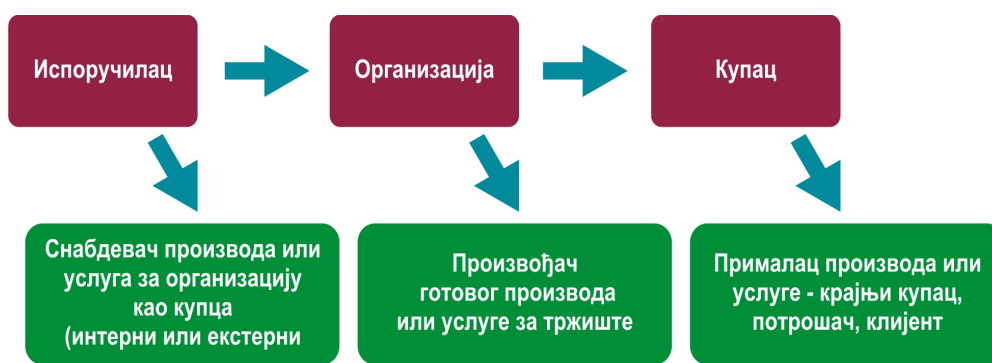 Испоручилац
Организација
Купац
Снабдевач производа или
услуга за организацију
као купца
(интерни или екстерни
Произвођач
готовог производа
или услуге за тржиште
Прималац производа или
услуге - крајњи купац,
потрошач, клијент